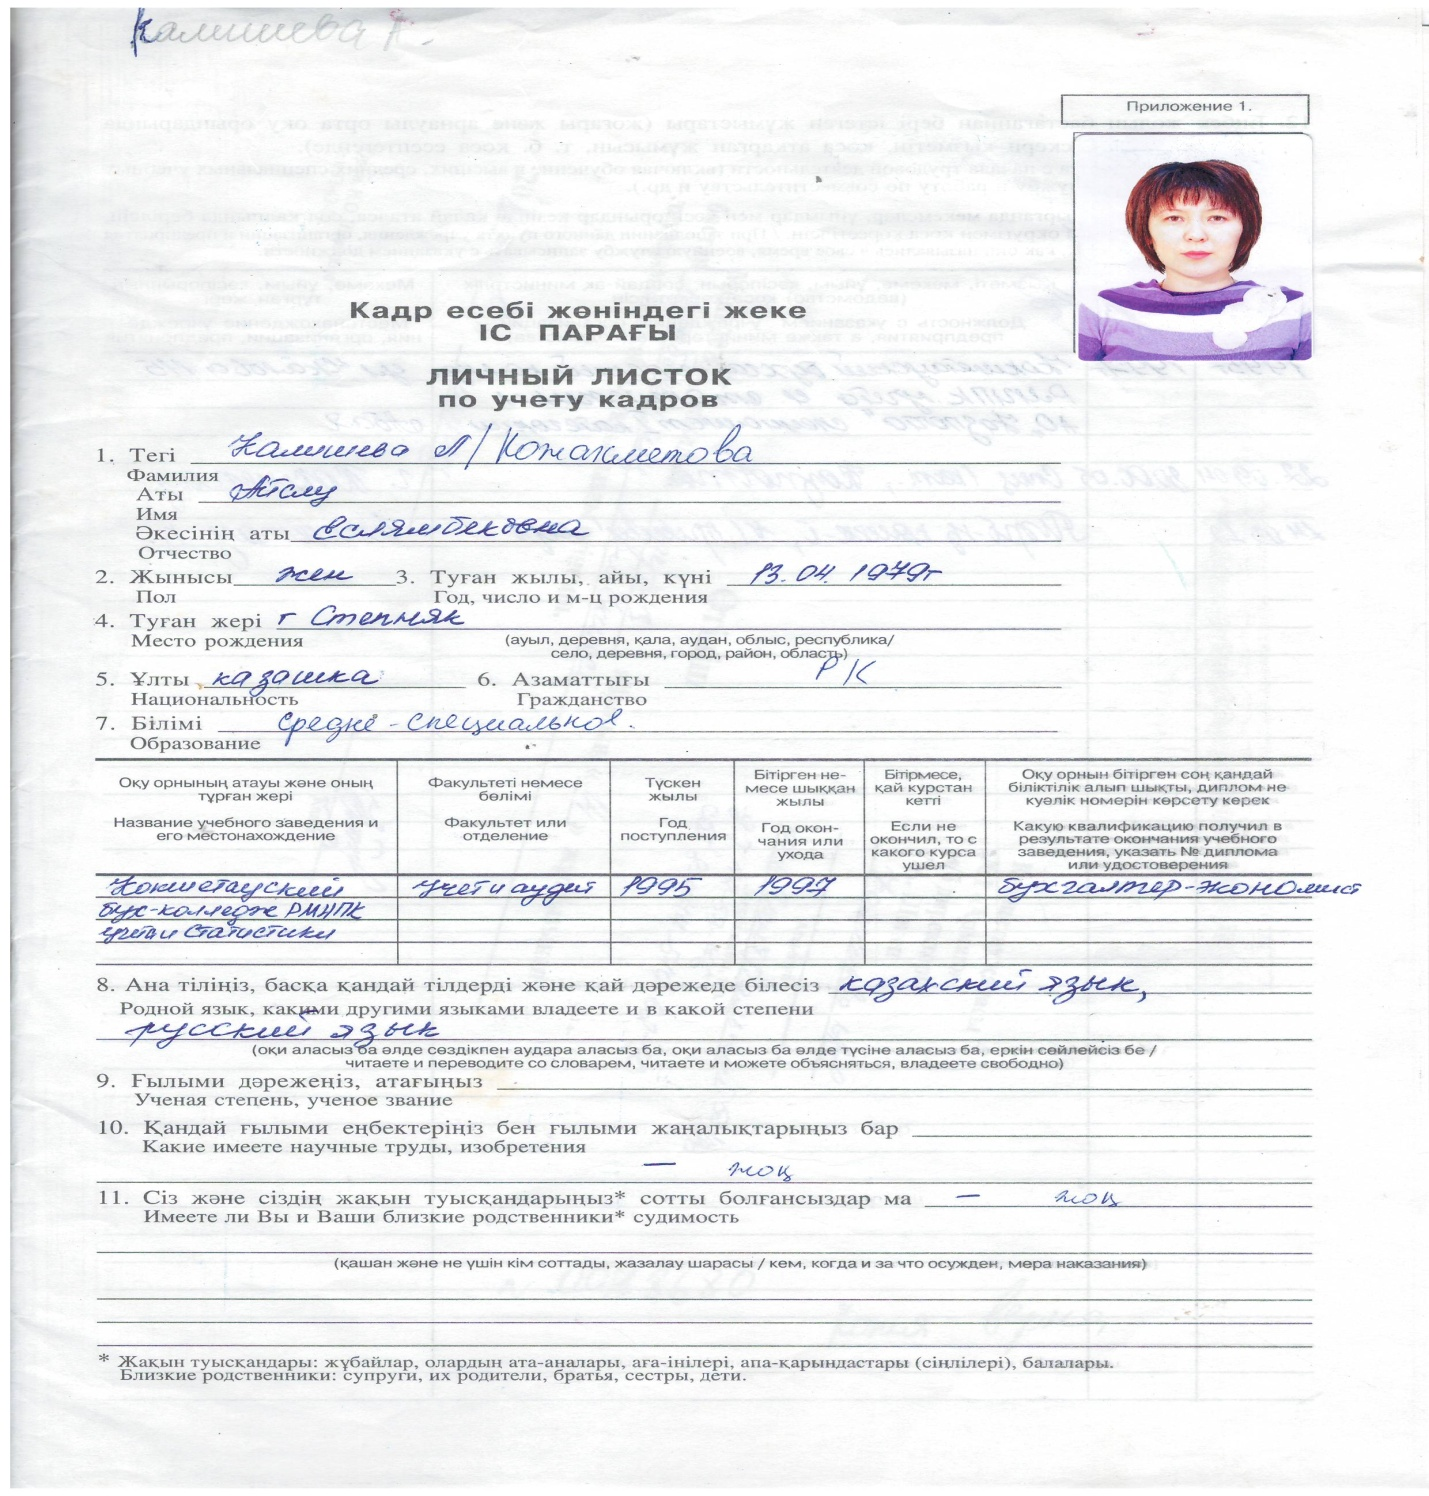 Калишева А.
Приложение 1.
Кадр есебі жөніндегі жеке
ІС ПАРАҒЫ
ЛИЧНЫЙ ЛИСТОК
по учету кадров
1. Тегі Калишева /Кожахметова
Фамилия
Аты Айслу
Имя
Әкесінің аты Еслямбековна
Отчество
2. Жынысы жен 3. Туған жылы, айы, күні 13.04.1979г
Пол Год, число и м-ц рождения
4. Туған жері г Степняк
Место рождения (ауыл, деревня, қала, аудан, облыс, республика/
село, деревня, город, район, область)
5. Ұлты казашка 6. Азаматтығы РК
Национальность Гражданство
7. Білімі средне-специальное.
Образование
Оқу орнының атауы және оның тұрған жері Факультеті немесе бөлімі Түскен жылы Бітірген не- месе шыққан жылы Бітірмесе, қай курстан кетті Оқу орнын бітірген соң қандай біліктілік алып шықты, диплом не куәлік номерін көрсету керек
Название учебного заведения и его местонахождение Факультет или отделение Год поступления Год окон- чания или ухода Если не окончил, то с какого курса ушел Какую квалификацию получил в результате окончания учебного заведения, указать № диплома или удостоверения
Кокшетауский учет и аудит 1995 1997 бухгалтер-экономист
бух-колледж РМЦПК
учета и статистики
8. Ана тіліңіз, басқа қандай тілдерді және қай дәрежеде білесіз казахский язык,
Родной язык, какими другими языками владеете и в какой степени
русский язык
(оқи аласыз ба әлде сөздікпен аудара аласыз ба, оқи аласыз ба әлде түсіне аласыз ба, еркін сөйлейсіз бе /
читаете и переводите со словарем, читаете и можете объясняться, владеете свободно)
9. Ғылыми дәрежеңіз, атағыңыз
Ученая степень, ученое звание
10. Қандай ғылыми еңбектеріңіз бен ғылыми жаңалықтарыңыз бар
Какие имеете научные труды, изобретения
— жоқ
11. Сіз және сіздің жақын туысқандарыңыз* сотты болғансыздар ма — жоқ
Имеете ли Вы и Ваши близкие родственники* судимость
(қашан және не үшін кім соттады, жазалау шарасы / кем, когда и за что осужден, мера наказания)
* Жақын туысқандары: жұбайлар, олардың ата-аналары, аға-інілері, апа-қарындастары (сіңлілері), балалары.
Близкие родственники: супруги, их родители, братья, сестры, дети.